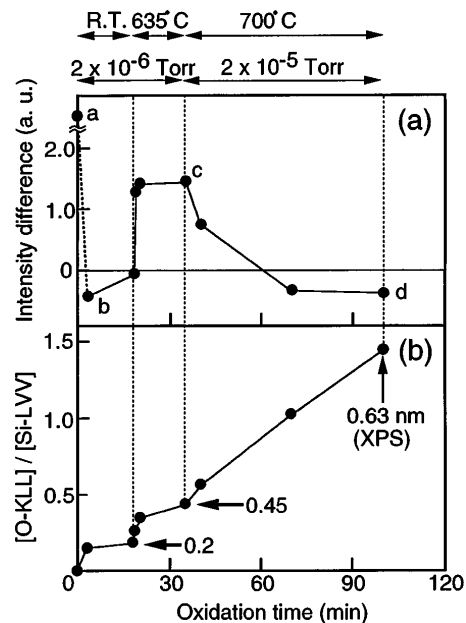 R.T. 635°C 700°C
2 x 10⁻⁶ Torr 2 x 10⁻⁵ Torr
Intensity difference (a. u.)
(a)
a
2.0
c
1.0
0
b
d
[O-KLL] / [Si-LVV]
(b)
1.5
0.63 nm
(XPS)
1.0
0.5
0.45
0.2
0
0 30 60 90 120
Oxidation time (min)